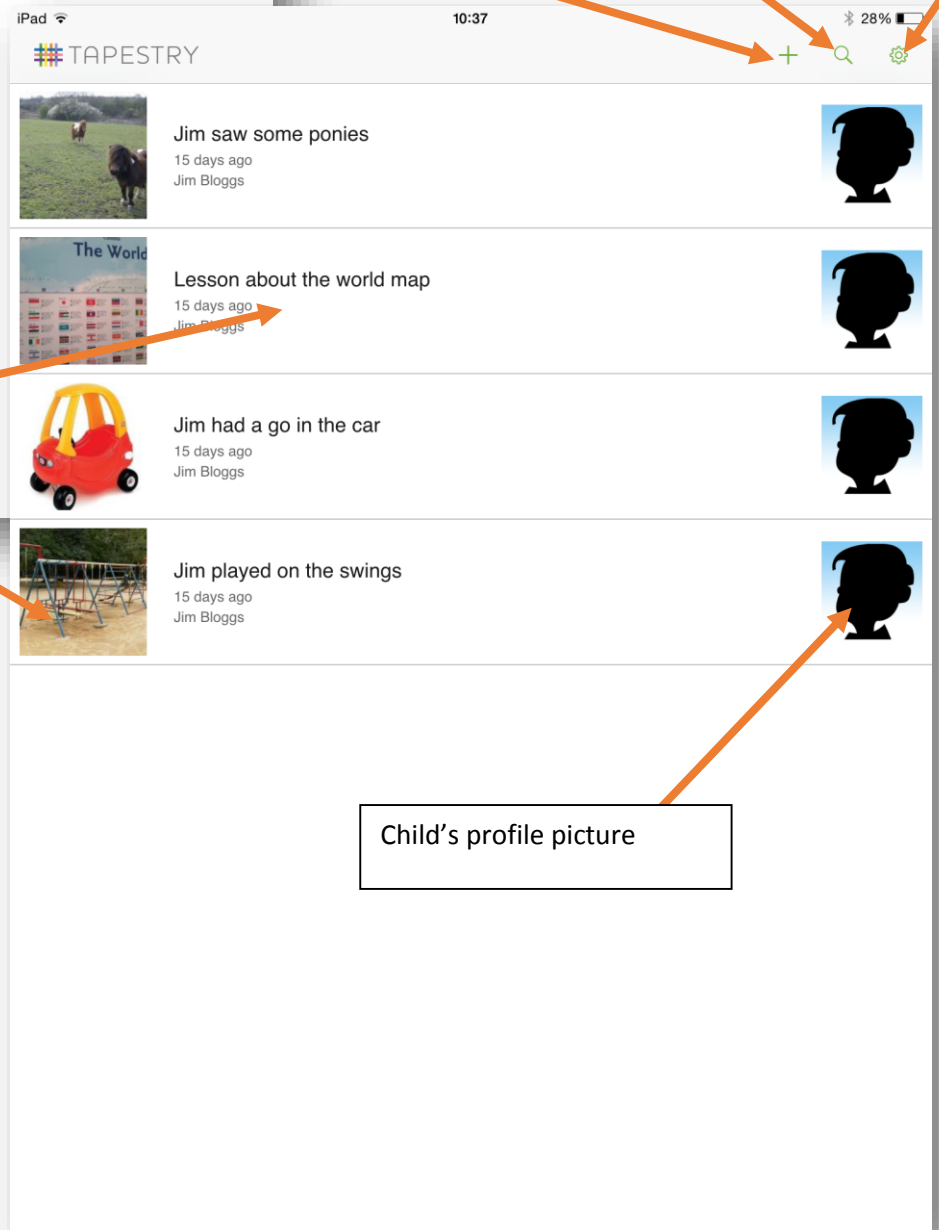 iPad 10:37 28%
TAPESTRY
Jim saw some ponies
15 days ago
Jim Bloggs
The World
Lesson about the world map
15 days ago
Jim Bloggs
Jim had a go in the car
15 days ago
Jim Bloggs
Jim played on the swings
15 days ago
Jim Bloggs
Child’s profile picture